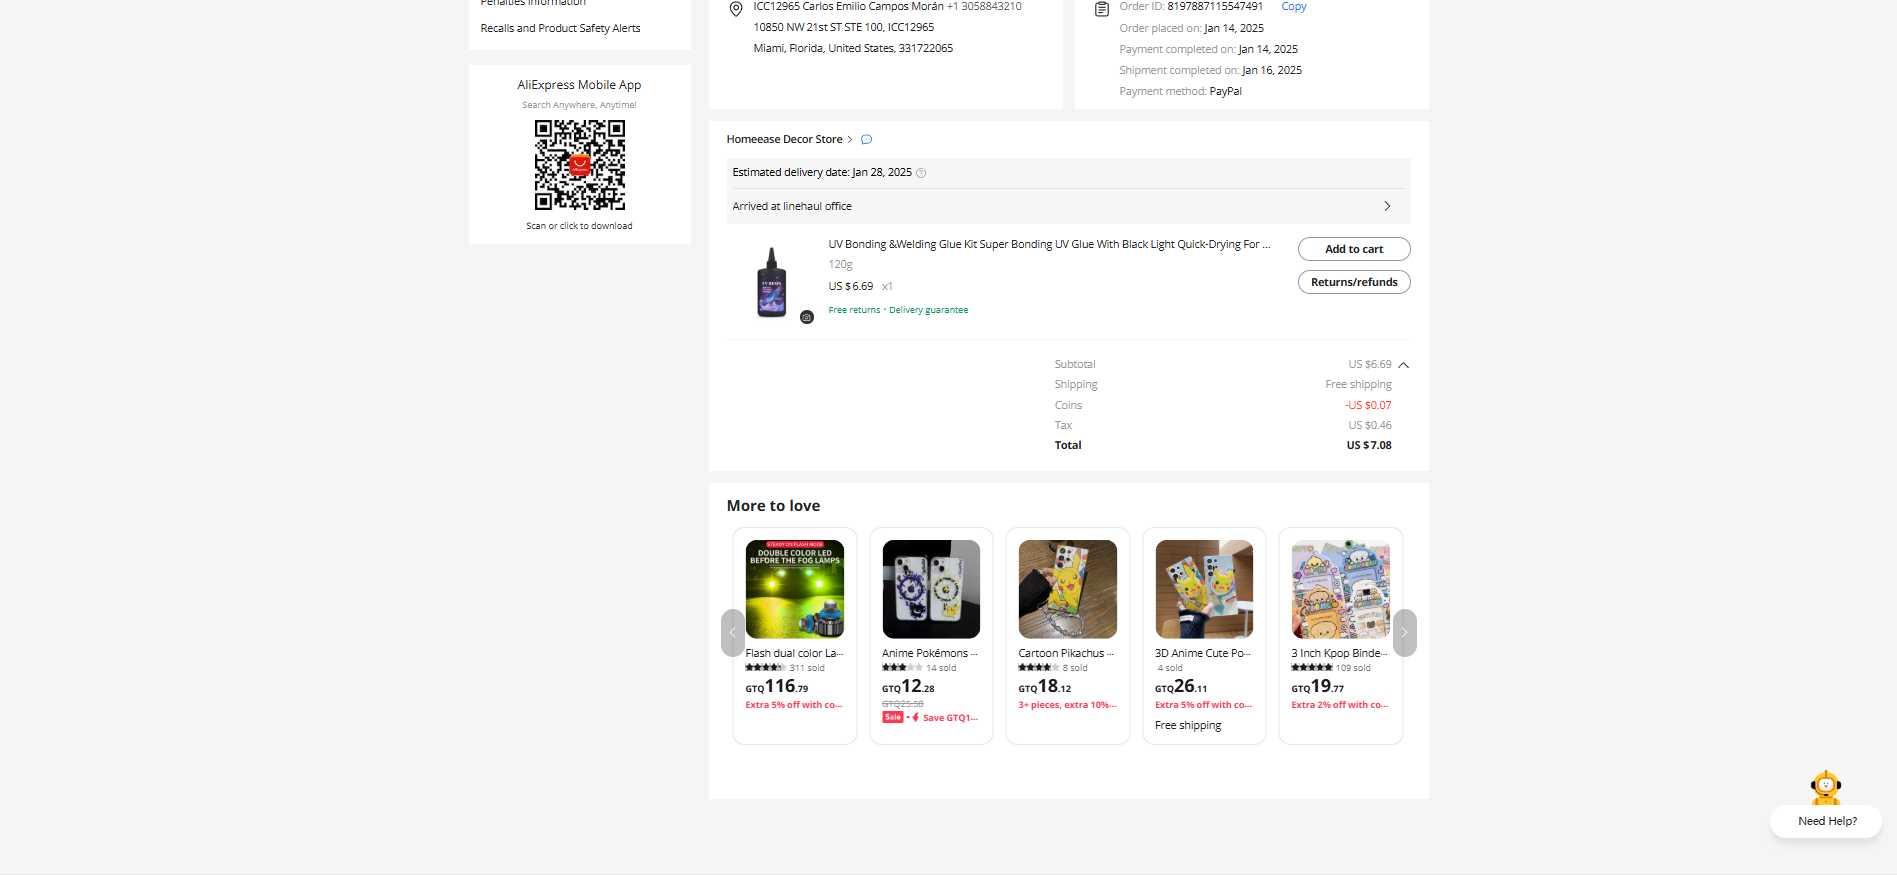 Penalties information
Recalls and Product Safety Alerts
AliExpress Mobile App
Search Anywhere, Anytime!
Scan or click to download
ICC12965 Carlos Emilio Campos Morán +1 3058843210
10850 NW 21st ST STE 100, ICC12965
Miami, Florida, United States, 331722065
Order ID: 8197887115547491 Copy
Order placed on: Jan 14, 2025
Payment completed on: Jan 14, 2025
Shipment completed on: Jan 16, 2025
Payment method: PayPal
Homeease Decor Store
Estimated delivery date: Jan 28, 2025
Arrived at linehaul office
UV Bonding &Welding Glue Kit Super Bonding UV Glue With Black Light Quick-Drying For ...
120g
US $6.69 x1
Free returns · Delivery guarantee
Add to cart
Returns/refunds
UV RESIN
Subtotal US $6.69
Shipping Free shipping
Coins -US $0.07
Tax US $0.46
Total US $7.08
More to love
STEADY ON FLASH MODE
DOUBLE COLOR LED
BEFORE THE FOG LAMPS
Flash dual color La...
311 sold
GTQ116.79
Extra 5% off with co...
Anime Pokémons ...
14 sold
GTQ12.28
GTQ25.58
Sale · Save GTQ1...
Cartoon Pikachus ...
8 sold
GTQ18.12
3+ pieces, extra 10%...
3D Anime Cute Po...
4 sold
GTQ26.11
Extra 5% off with co...
Free shipping
3 Inch Kpop Binde...
109 sold
GTQ19.77
Extra 2% off with co...
Need Help?